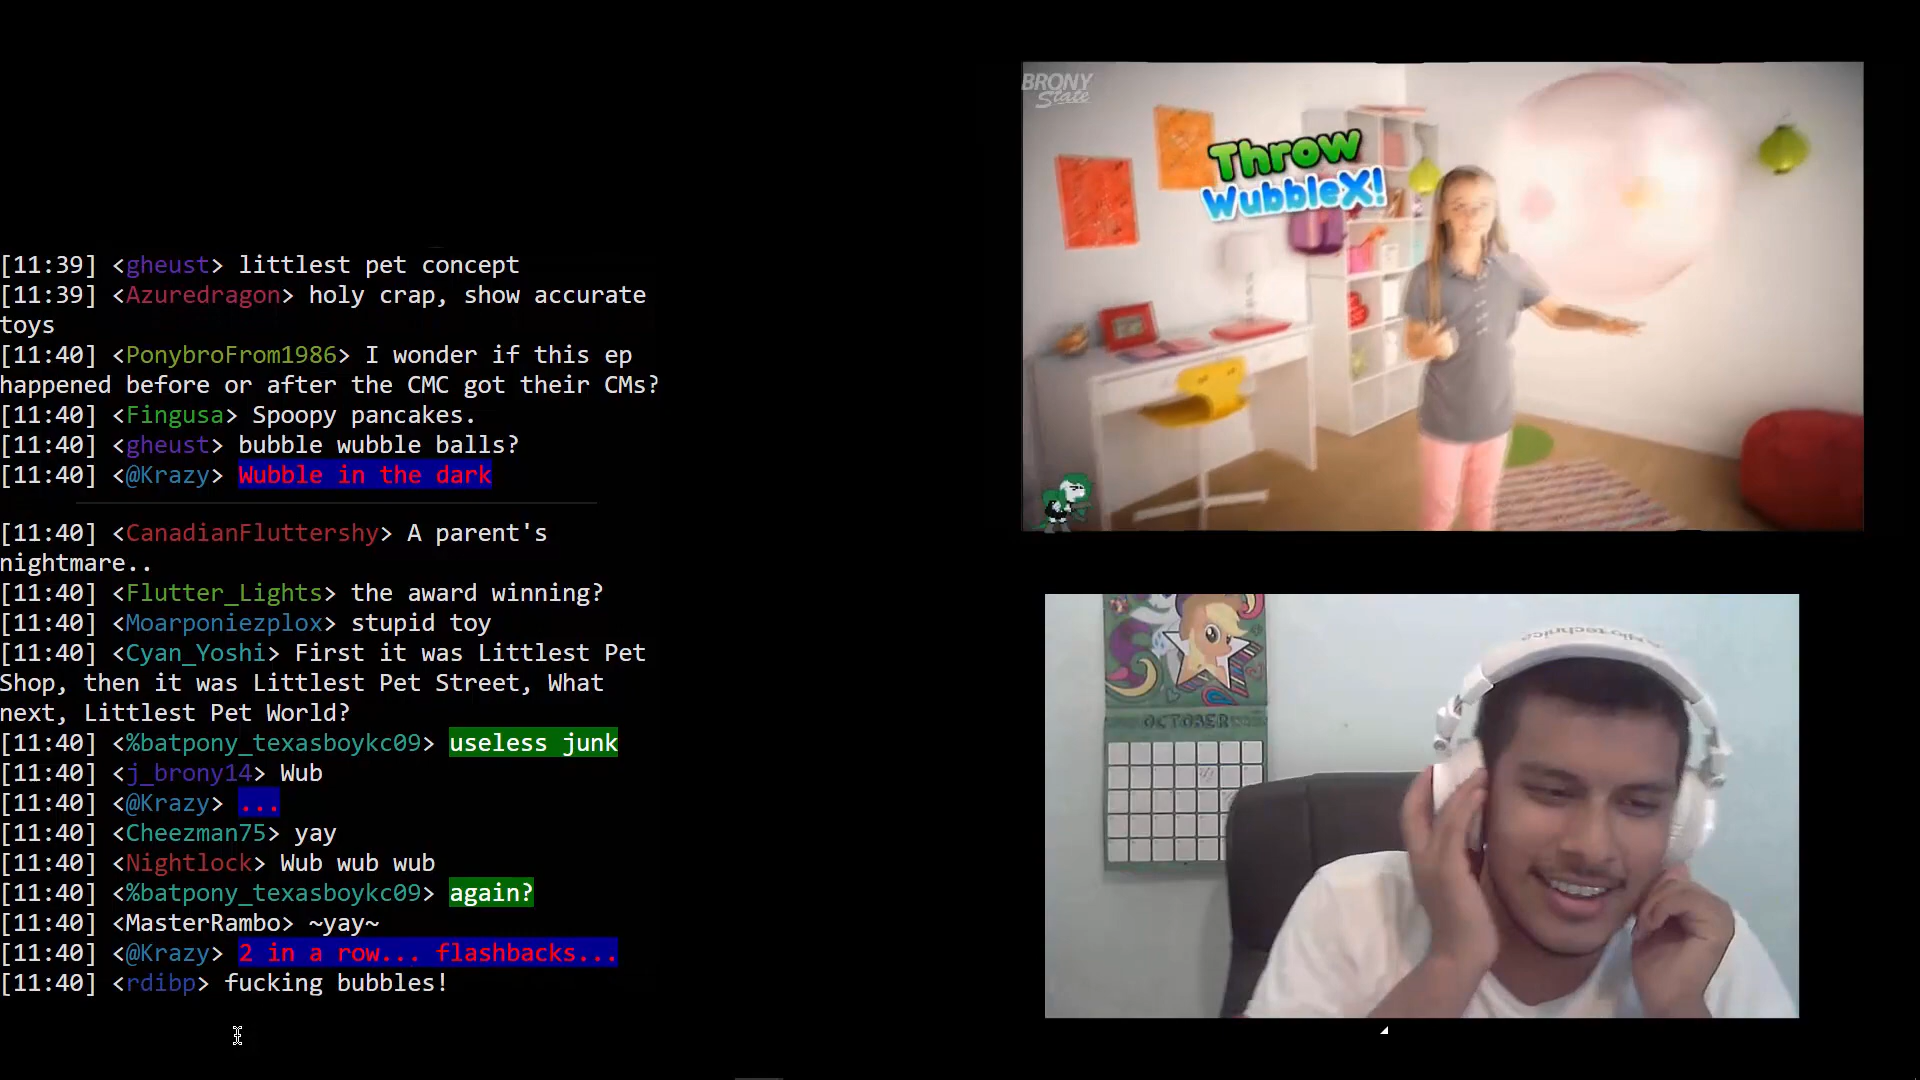 [11:39] <gheust> littlest pet concept
[11:39] <Azuredragon> holy crap, show accurate
toys
[11:40] <PonybroFrom1986> I wonder if this ep
happened before or after the CMC got their CMs?
[11:40] <Fingusa> Spoopy pancakes.
[11:40] <gheust> bubble wubble balls?
[11:40] <@Krazy> Wubble in the dark
[11:40] <CanadianFluttershy> A parent's
nightmare..
[11:40] <Flutter_Lights> the award winning?
[11:40] <Moarponiezplox> stupid toy
[11:40] <Cyan_Yoshi> First it was Littlest Pet
Shop, then it was Littlest Pet Street, What
next, Littlest Pet World?
[11:40] <%batpony_texasboykc09> useless junk
[11:40] <j_brony14> Wub
[11:40] <@Krazy> ...
[11:40] <Cheezman75> yay
[11:40] <Nightlock> Wub wub wub
[11:40] <%batpony_texasboykc09> again?
[11:40] <MasterRambo> ~yay~
[11:40] <@Krazy> 2 in a row... flashbacks...
[11:40] <rdibp> fucking bubbles!
BRONY
State
Throw
WubbleX!
OCTOBER